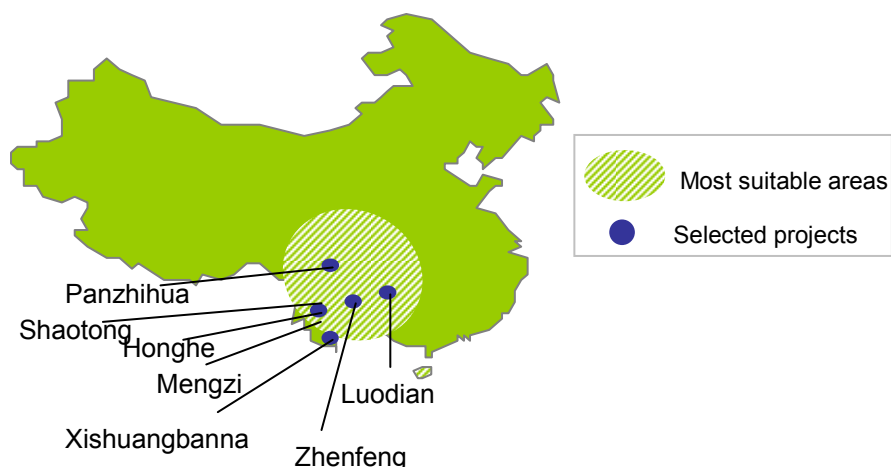 Most suitable areas
Selected projects
Panzhihua
Shaotong
Honghe
Mengzi
Luodian
Xishuangbanna
Zhenfeng